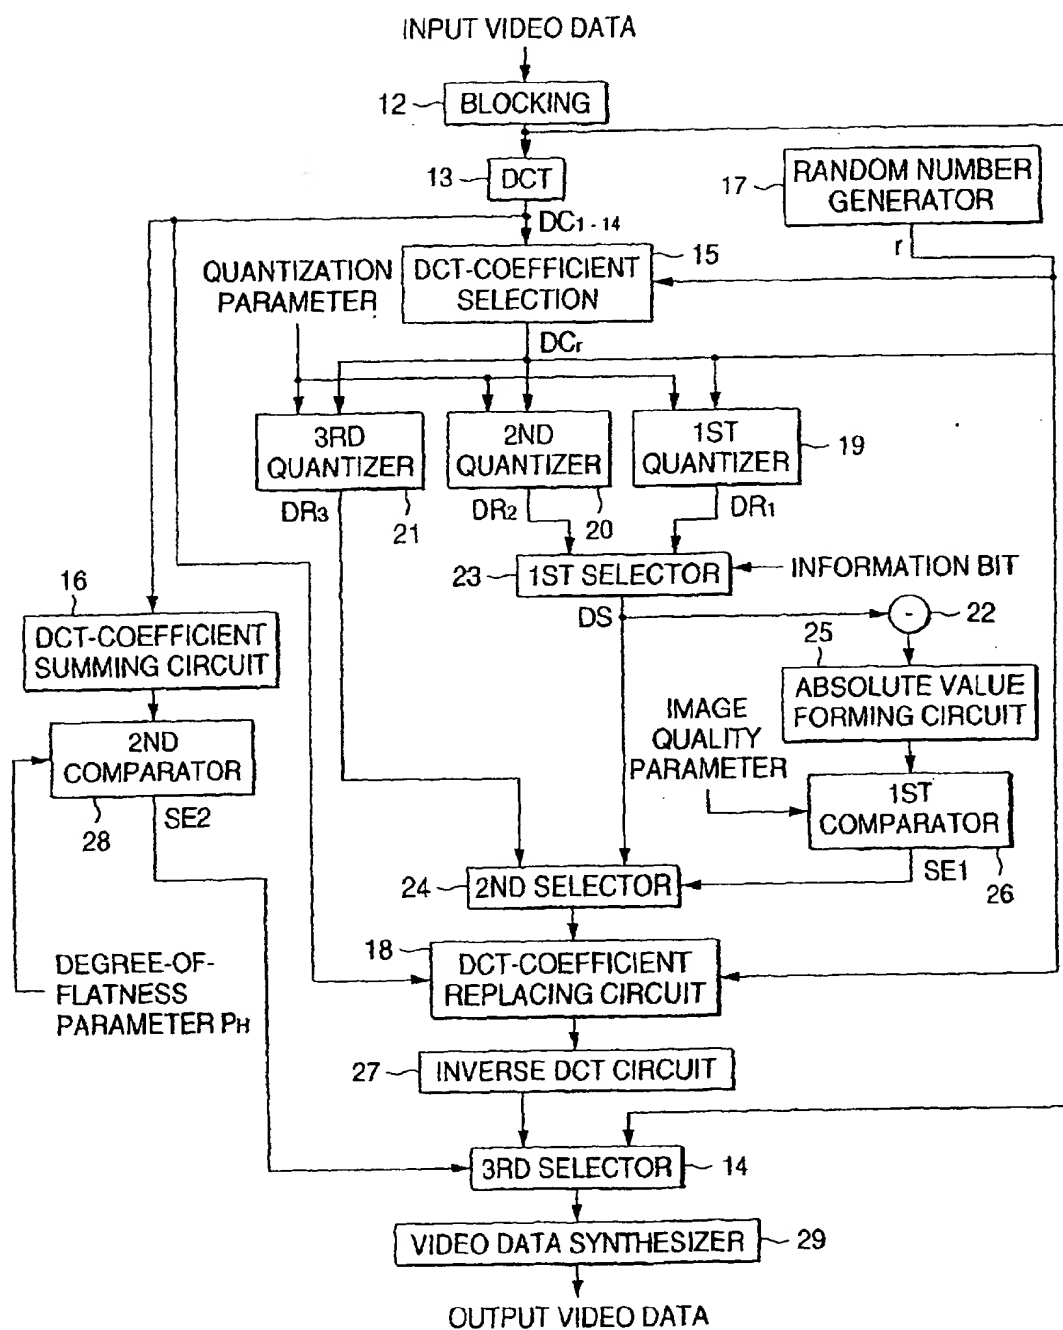 INPUT VIDEO DATA
12
BLOCKING
13
DCT
17
RANDOM NUMBER
GENERATOR
DC1-14
r
QUANTIZATION
PARAMETER
15
DCT-COEFFICIENT
SELECTION
DCr
3RD
QUANTIZER
2ND
QUANTIZER
1ST
QUANTIZER
19
DR3
21
DR2
20
DR1
23
1ST SELECTOR
INFORMATION BIT
16
DS
-
22
DCT-COEFFICIENT
SUMMING CIRCUIT
25
ABSOLUTE VALUE
FORMING CIRCUIT
IMAGE
QUALITY
PARAMETER
2ND
COMPARATOR
28
SE2
1ST
COMPARATOR
SE1
26
24
2ND SELECTOR
18
DCT-COEFFICIENT
REPLACING CIRCUIT
DEGREE-OF-
FLATNESS
PARAMETER PH
27
INVERSE DCT CIRCUIT
3RD SELECTOR
14
VIDEO DATA SYNTHESIZER
29
OUTPUT VIDEO DATA